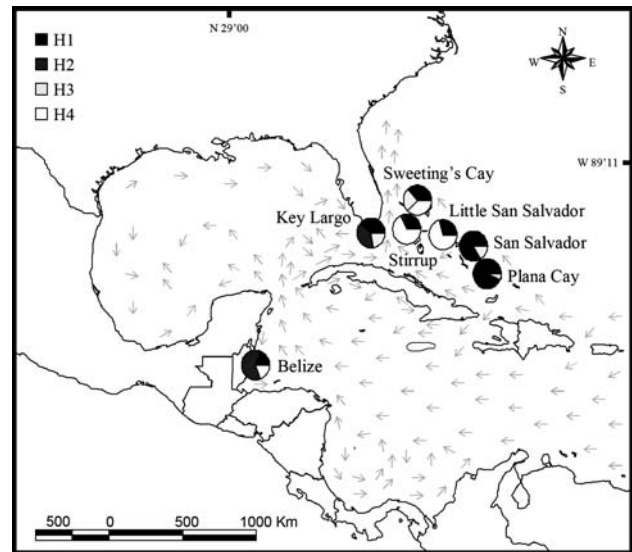 N 29'00
H1
H2
H3
H4
N
W E
S
W 89'11
Sweeting's Cay
Key Largo
Little San Salvador
San Salvador
Stirrup
Plana Cay
Belize
500 0 500 1000 Km